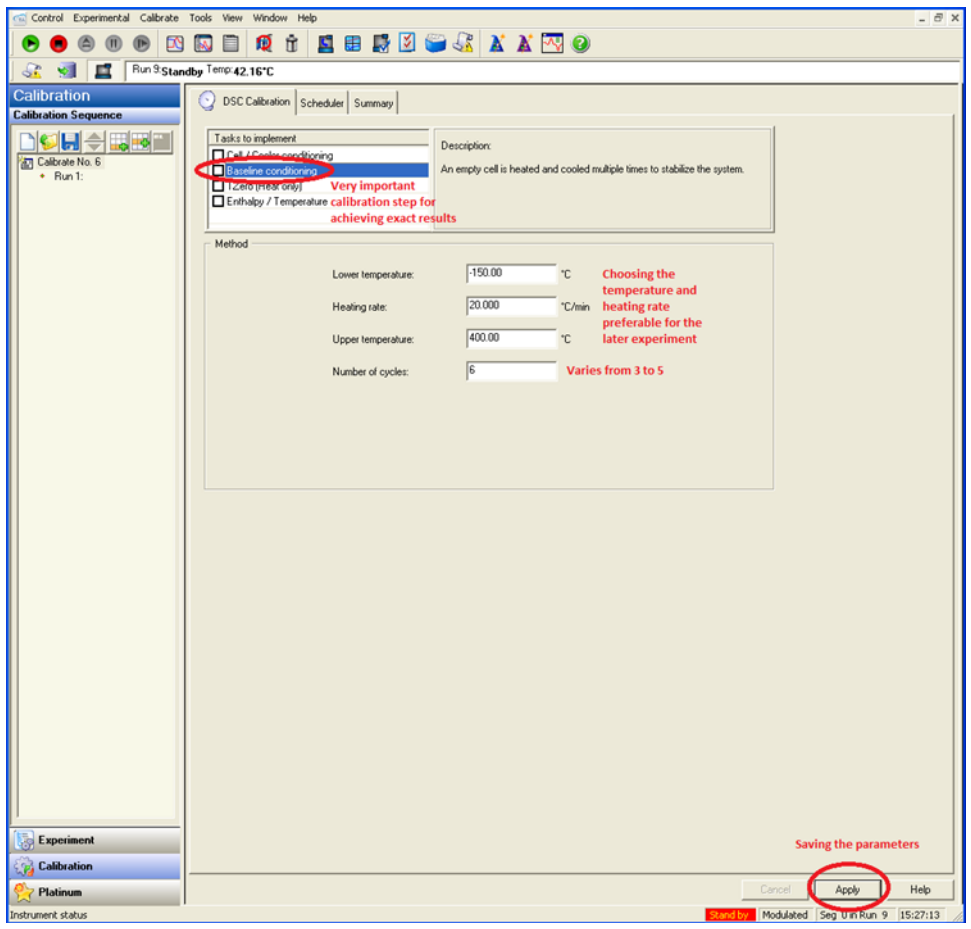 Control Experimental Calibrate Tools View Window Help
Run 9: Standby Temp: 42.16°C
Calibration
Calibration Sequence
Calibrate No. 6
Run 1:
DSC Calibration Scheduler Summary
Tasks to implement
Cell / Cooler conditioning
Baseline conditioning
TZero (Heat only)
Enthalpy / Temperature
Very important
calibration step for
achieving exact results
Description:
An empty cell is heated and cooled multiple times to stabilize the system.
Method
Lower temperature: -150.00 °C
Heating rate: 20.000 °C/min
Upper temperature: 400.00 °C
Number of cycles: 6
Choosing the
temperature and
heating rate
preferable for the
later experiment
Varies from 3 to 5
Experiment
Calibration
Platinum
Saving the parameters
Cancel Apply Help
Instrument status
Stand by Modulated Seg 0 in Run 9 15:27:13